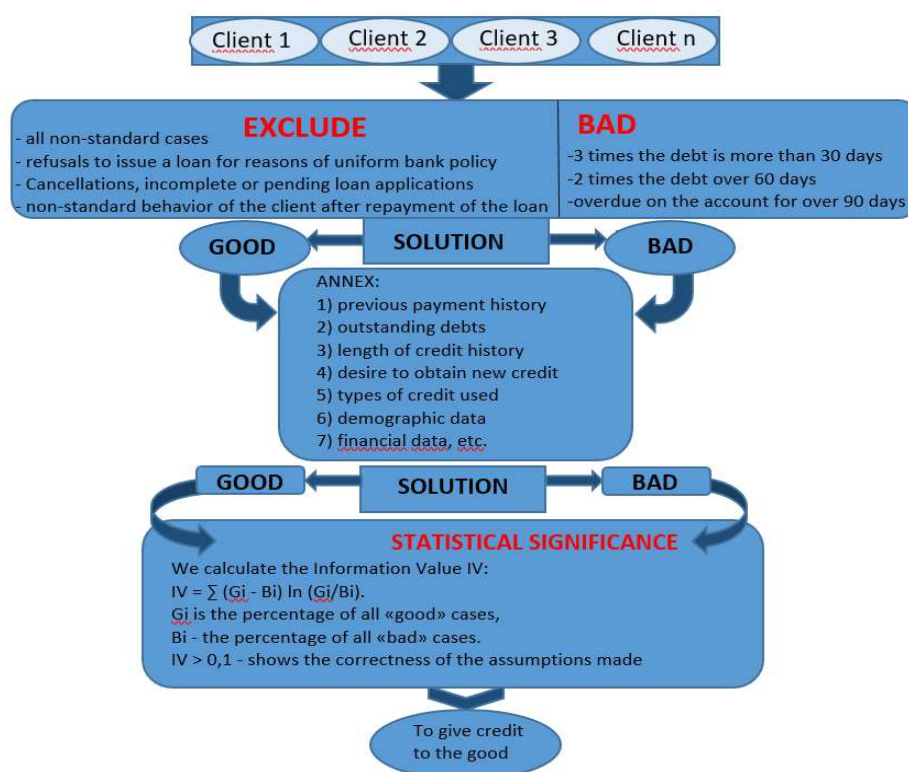 Client 1 Client 2 Client 3 Client n
EXCLUDE
- all non-standard cases
- refusals to issue a loan for reasons of uniform bank policy
- Cancellations, incomplete or pending loan applications
- non-standard behavior of the client after repayment of the loan
BAD
-3 times the debt is more than 30 days
-2 times the debt over 60 days
-overdue on the account for over 90 days
GOOD SOLUTION BAD
ANNEX:
1) previous payment history
2) outstanding debts
3) length of credit history
4) desire to obtain new credit
5) types of credit used
6) demographic data
7) financial data, etc.
GOOD SOLUTION BAD
STATISTICAL SIGNIFICANCE
We calculate the Information Value IV:
IV = ∑ (Gi - Bi) ln (Gi/Bi).
Gi is the percentage of all «good» cases,
Bi - the percentage of all «bad» cases.
IV > 0,1 - shows the correctness of the assumptions made
To give credit
to the good